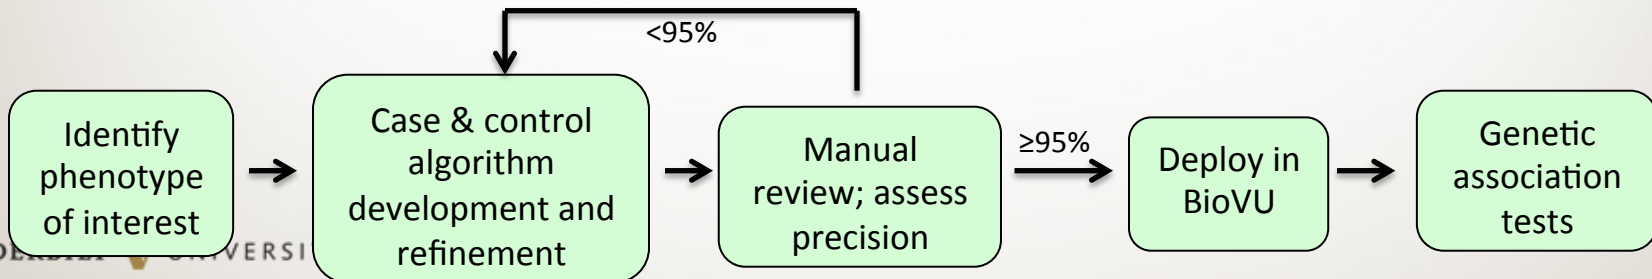 <95%
Identify
phenotype
of interest
Case & control
algorithm
development and
refinement
Manual
review; assess
precision
≥95%
Deploy in
BioVU
Genetic
association
tests